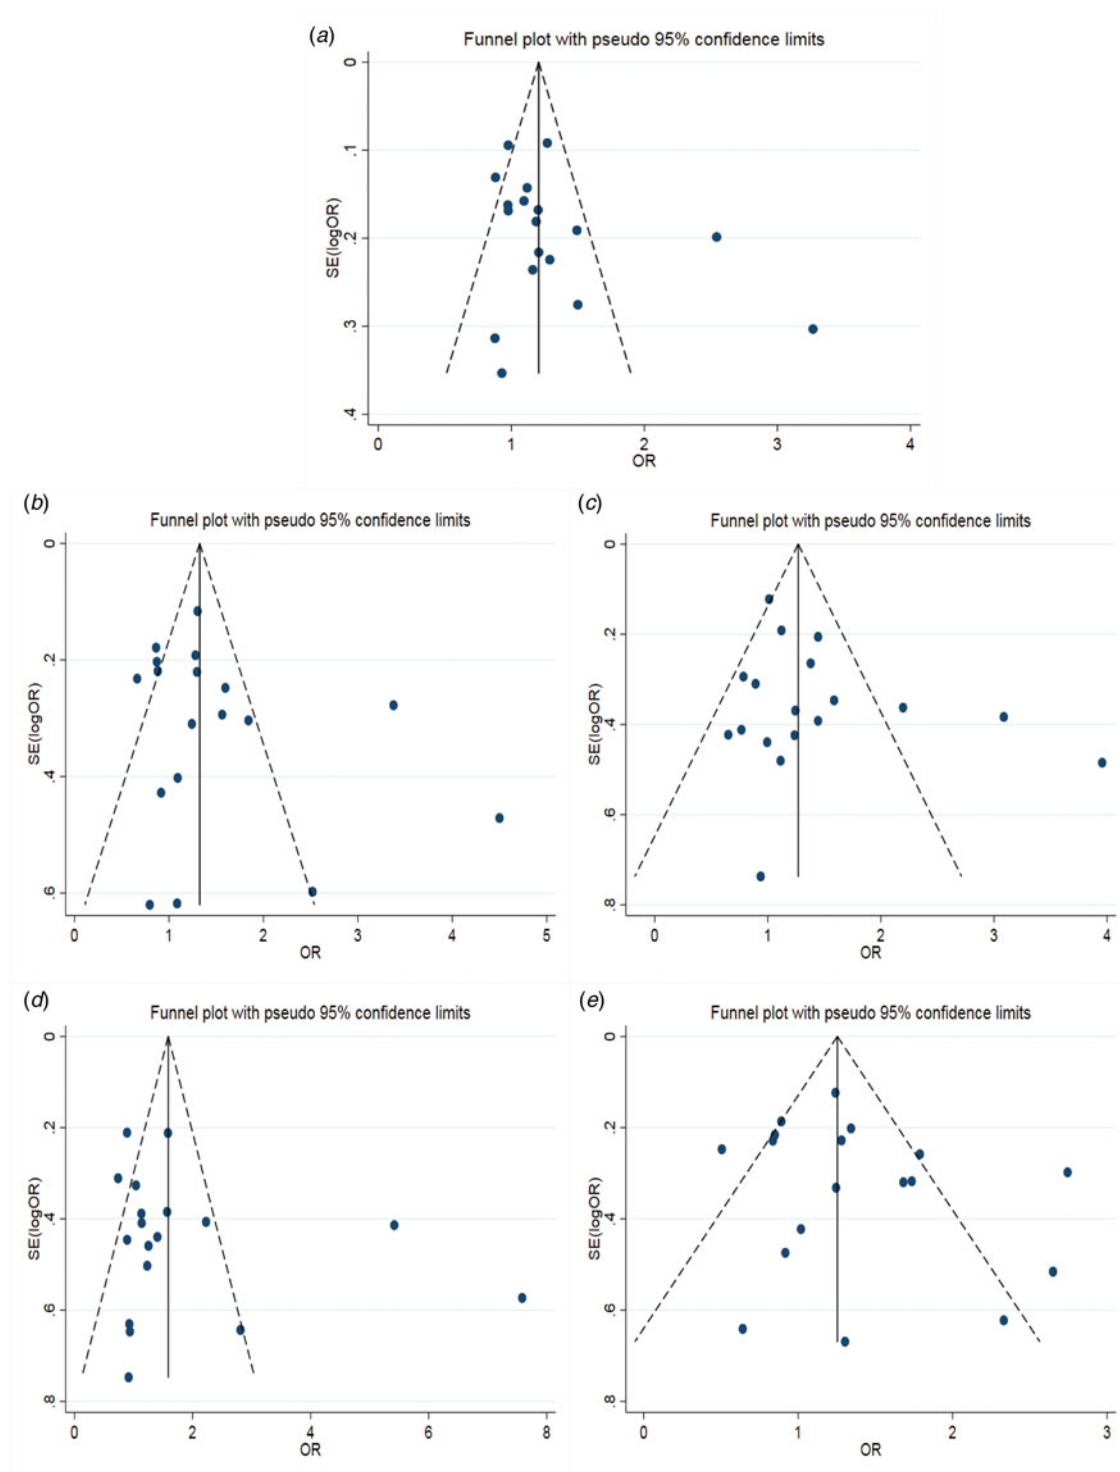 (a)
Funnel plot with pseudo 95% confidence limits
SE(logOR)
0
.1
.2
.3
.4
0 1 2 3 4
OR
(b)
Funnel plot with pseudo 95% confidence limits
SE(logOR)
0
.2
.4
.6
0 1 2 3 4 5
OR
(c)
Funnel plot with pseudo 95% confidence limits
SE(logOR)
0
.2
.4
.6
.8
0 1 2 3 4
OR
(d)
Funnel plot with pseudo 95% confidence limits
SE(logOR)
0
.2
.4
.6
.8
0 2 4 6 8
OR
(e)
Funnel plot with pseudo 95% confidence limits
SE(logOR)
0
.2
.4
.6
.8
0 1 2 3
OR